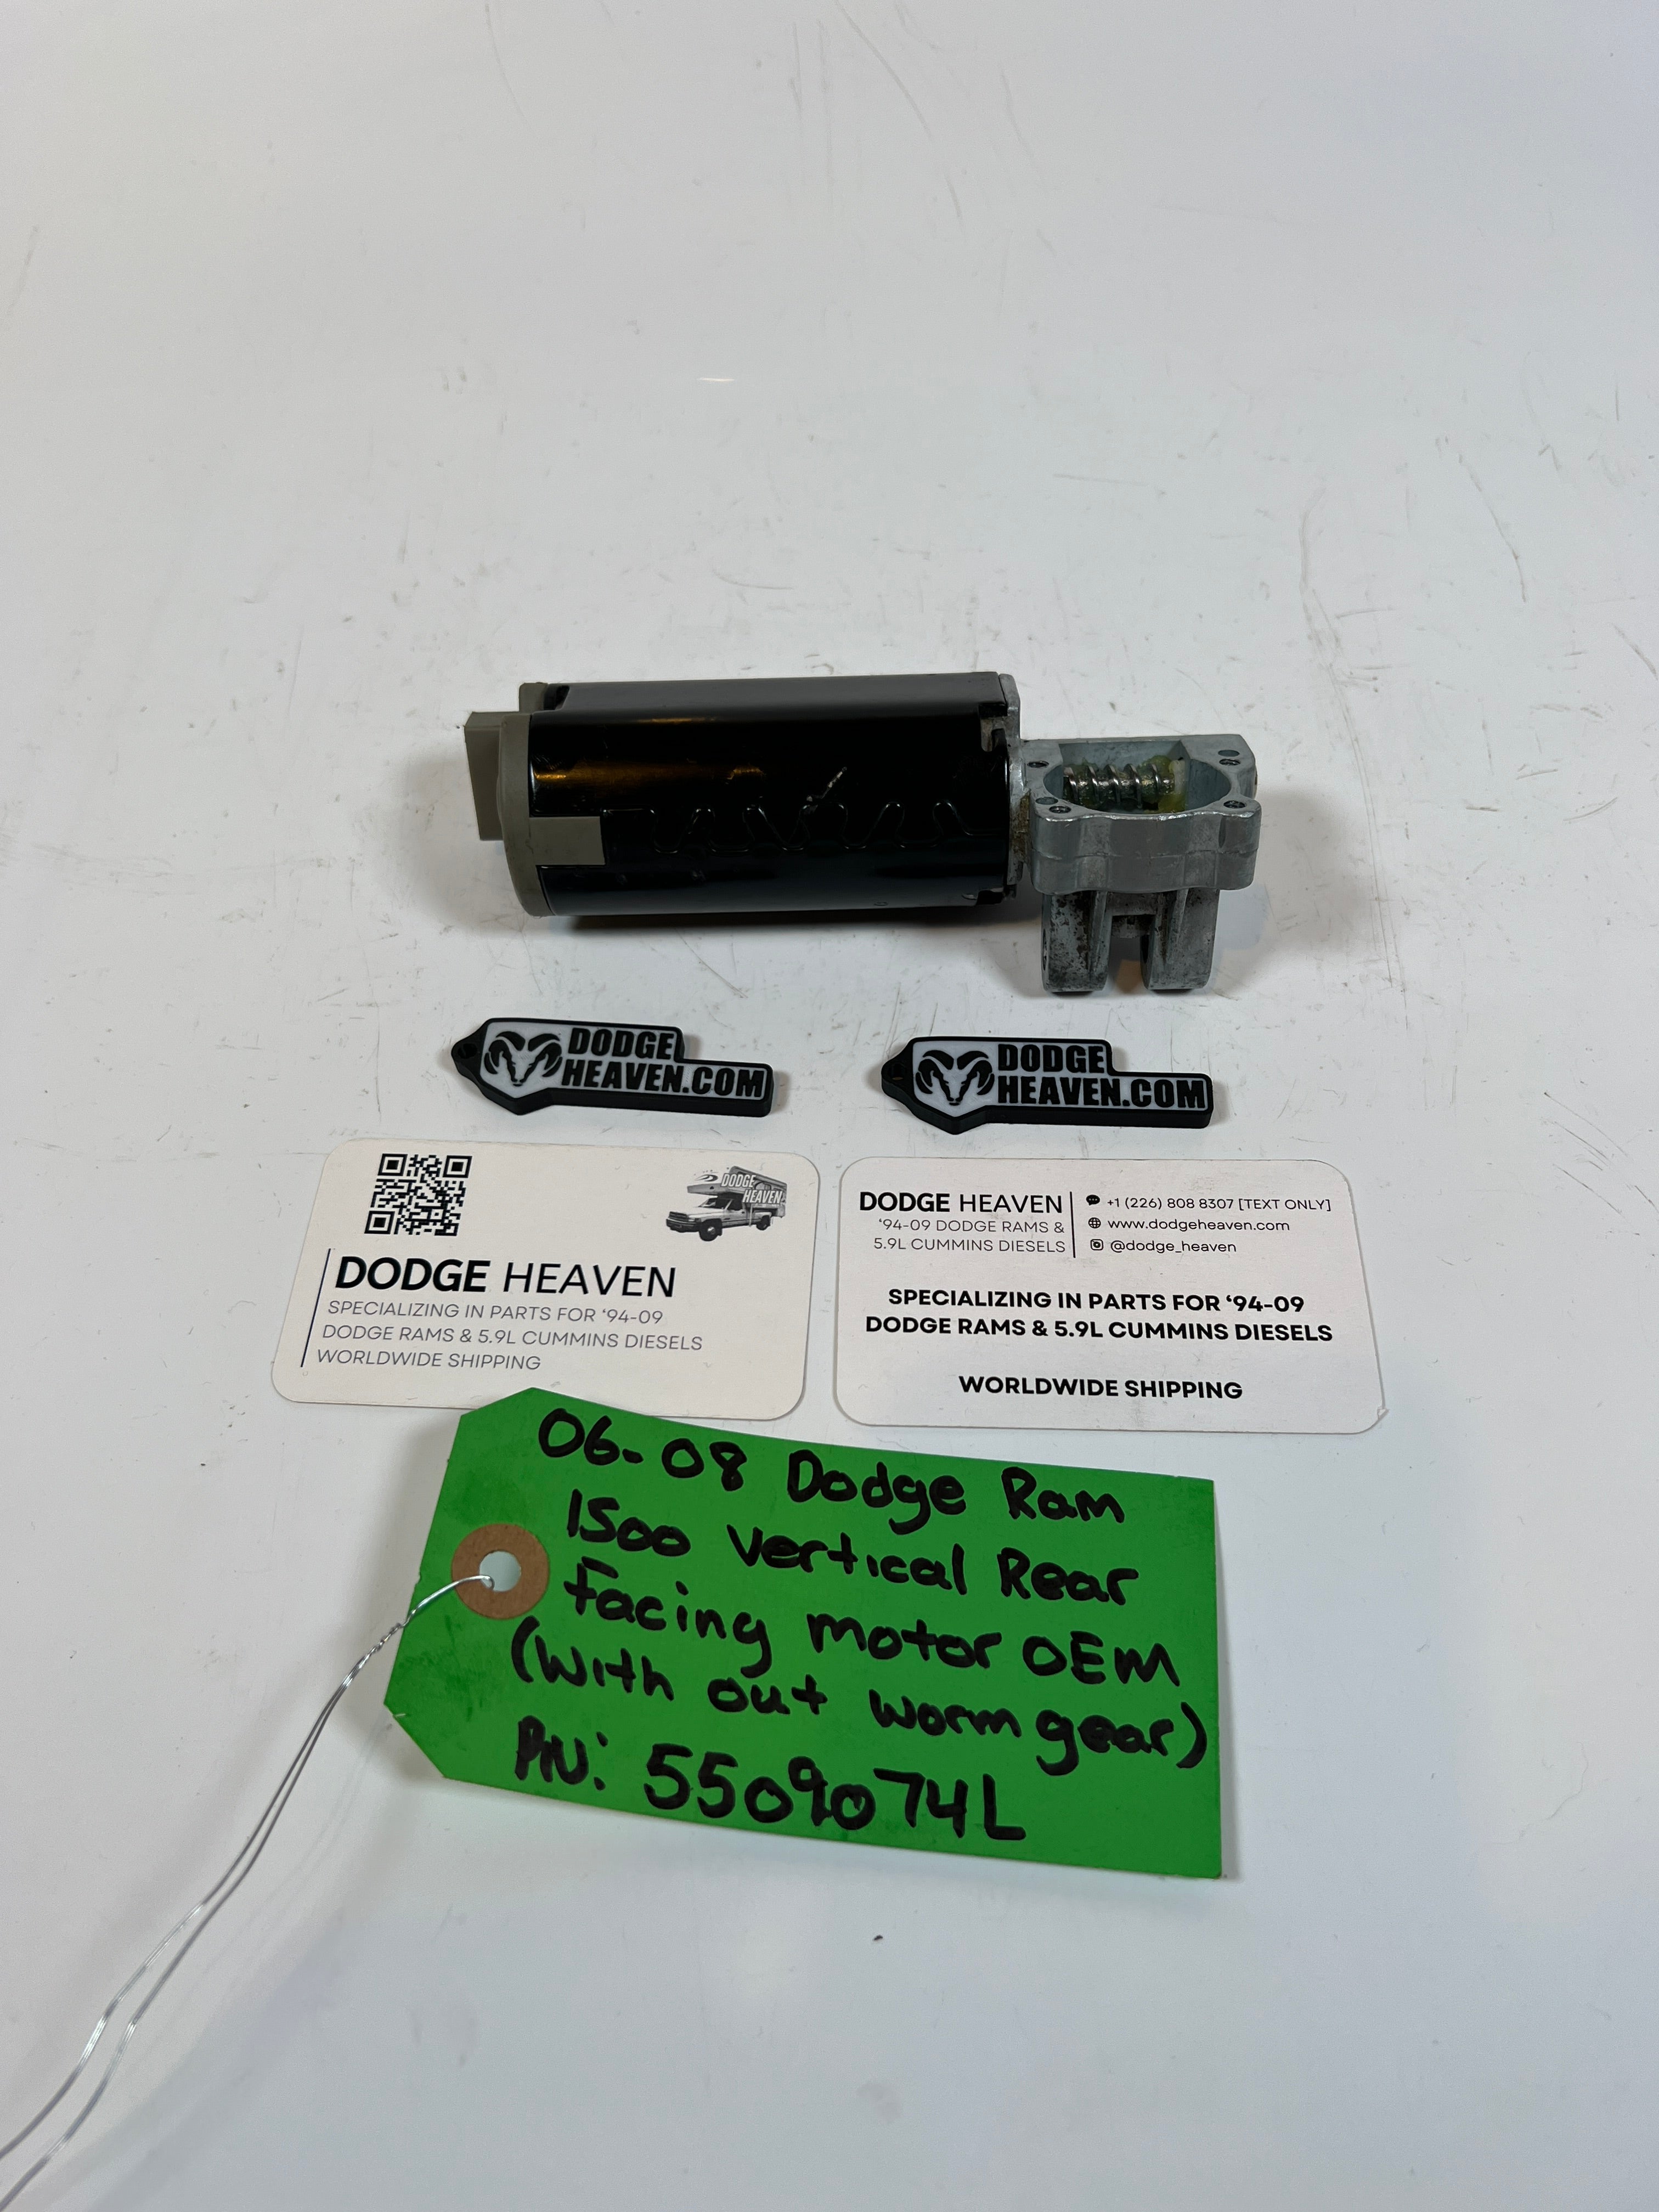 DODGE
HEAVEN.COM
DODGE
HEAVEN.COM
DODGE
HEAVEN
DODGE HEAVEN
SPECIALIZING IN PARTS FOR ‘94-09
DODGE RAMS & 5.9L CUMMINS DIESELS
WORLDWIDE SHIPPING
DODGE HEAVEN
‘94-09 DODGE RAMS &
5.9L CUMMINS DIESELS
+1 (226) 808 8307 [TEXT ONLY]
www.dodgeheaven.com
@dodge_heaven
SPECIALIZING IN PARTS FOR ‘94-09
DODGE RAMS & 5.9L CUMMINS DIESELS
WORLDWIDE SHIPPING
06-08 Dodge Ram
1500 Vertical Rear
Facing motor OEM
(With out worm gear)
PN: 5509074L